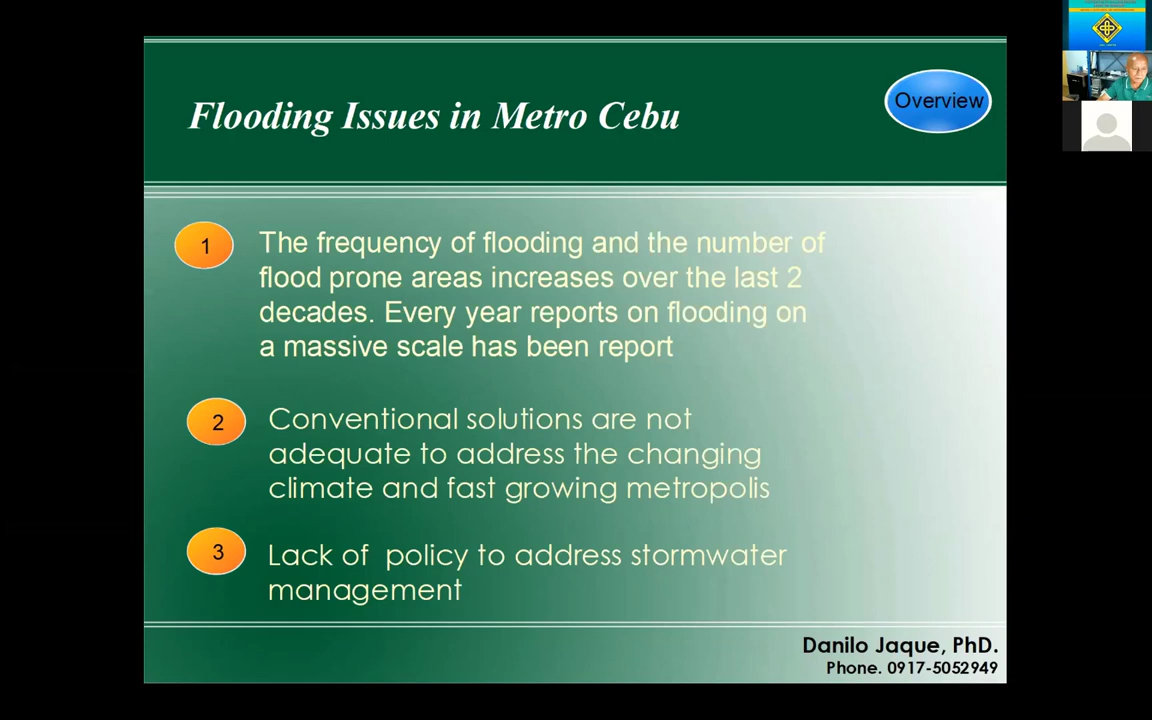 Flooding Issues in Metro Cebu
Overview
1
The frequency of flooding and the number of
flood prone areas increases over the last 2
decades. Every year reports on flooding on
a massive scale has been report
2
Conventional solutions are not
adequate to address the changing
climate and fast growing metropolis
3
Lack of policy to address stormwater
management
Danilo Jaque, PhD.
Phone. 0917-5052949